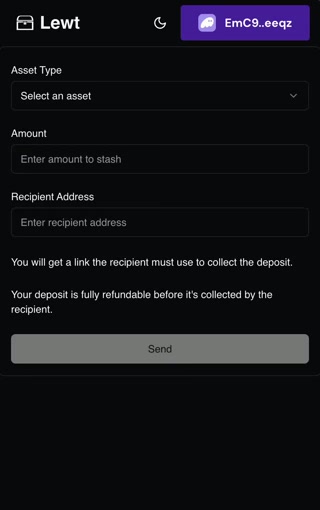 Lewt
EmC9..eeqz
Asset Type
Select an asset
Amount
Enter amount to stash
Recipient Address
Enter recipient address
You will get a link the recipient must use to collect the deposit.
Your deposit is fully refundable before it's collected by the
recipient.
Send